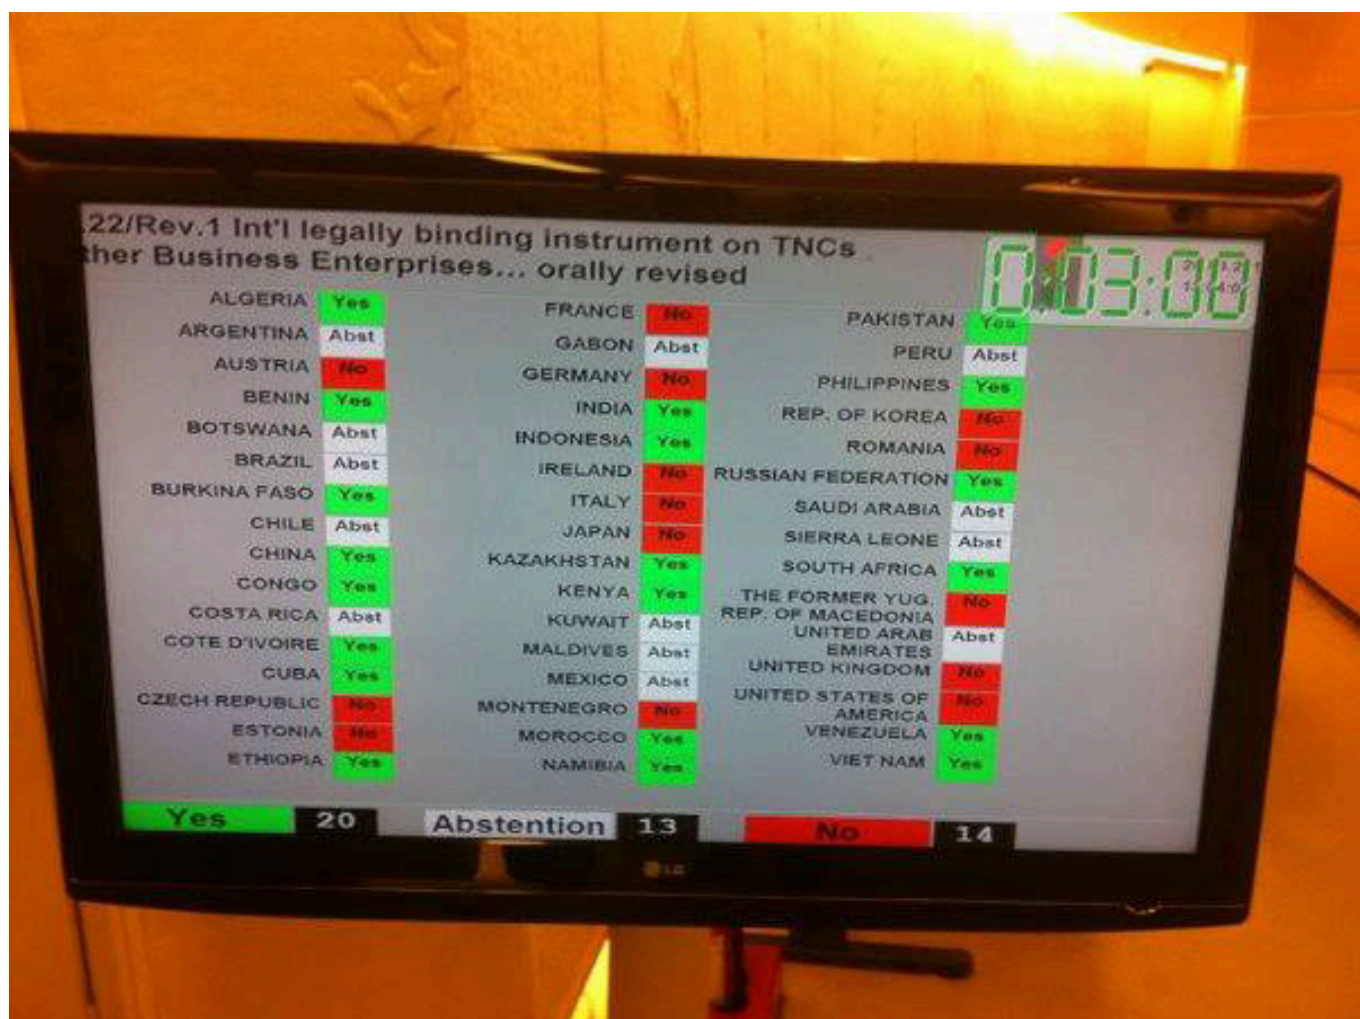 .22/Rev.1 Int'l legally binding instrument on TNCs
ther Business Enterprises... orally revised
0:03:00
ALGERIA Yes
ARGENTINA Abst
AUSTRIA No
BENIN Yes
BOTSWANA Abst
BRAZIL Abst
BURKINA FASO Yes
CHILE Abst
CHINA Yes
CONGO Yes
COSTA RICA Abst
COTE D'IVOIRE Yes
CUBA Yes
CZECH REPUBLIC No
ESTONIA No
ETHIOPIA Yes
FRANCE No
GABON Abst
GERMANY No
INDIA Yes
INDONESIA Yes
IRELAND No
ITALY No
JAPAN No
KAZAKHSTAN Yes
KENYA Yes
KUWAIT Abst
MALDIVES Abst
MEXICO Abst
MONTENEGRO No
MOROCCO Yes
NAMIBIA Yes
PAKISTAN Yes
PERU Abst
PHILIPPINES Yes
REP. OF KOREA No
ROMANIA No
RUSSIAN FEDERATION Yes
SAUDI ARABIA Abst
SIERRA LEONE Abst
SOUTH AFRICA Yes
THE FORMER YUG. No
REP. OF MACEDONIA
UNITED ARAB Abst
EMIRATES
UNITED KINGDOM No
UNITED STATES OF No
AMERICA
VENEZUELA Yes
VIET NAM Yes
Yes 20 Abstention 13 No 14
LG